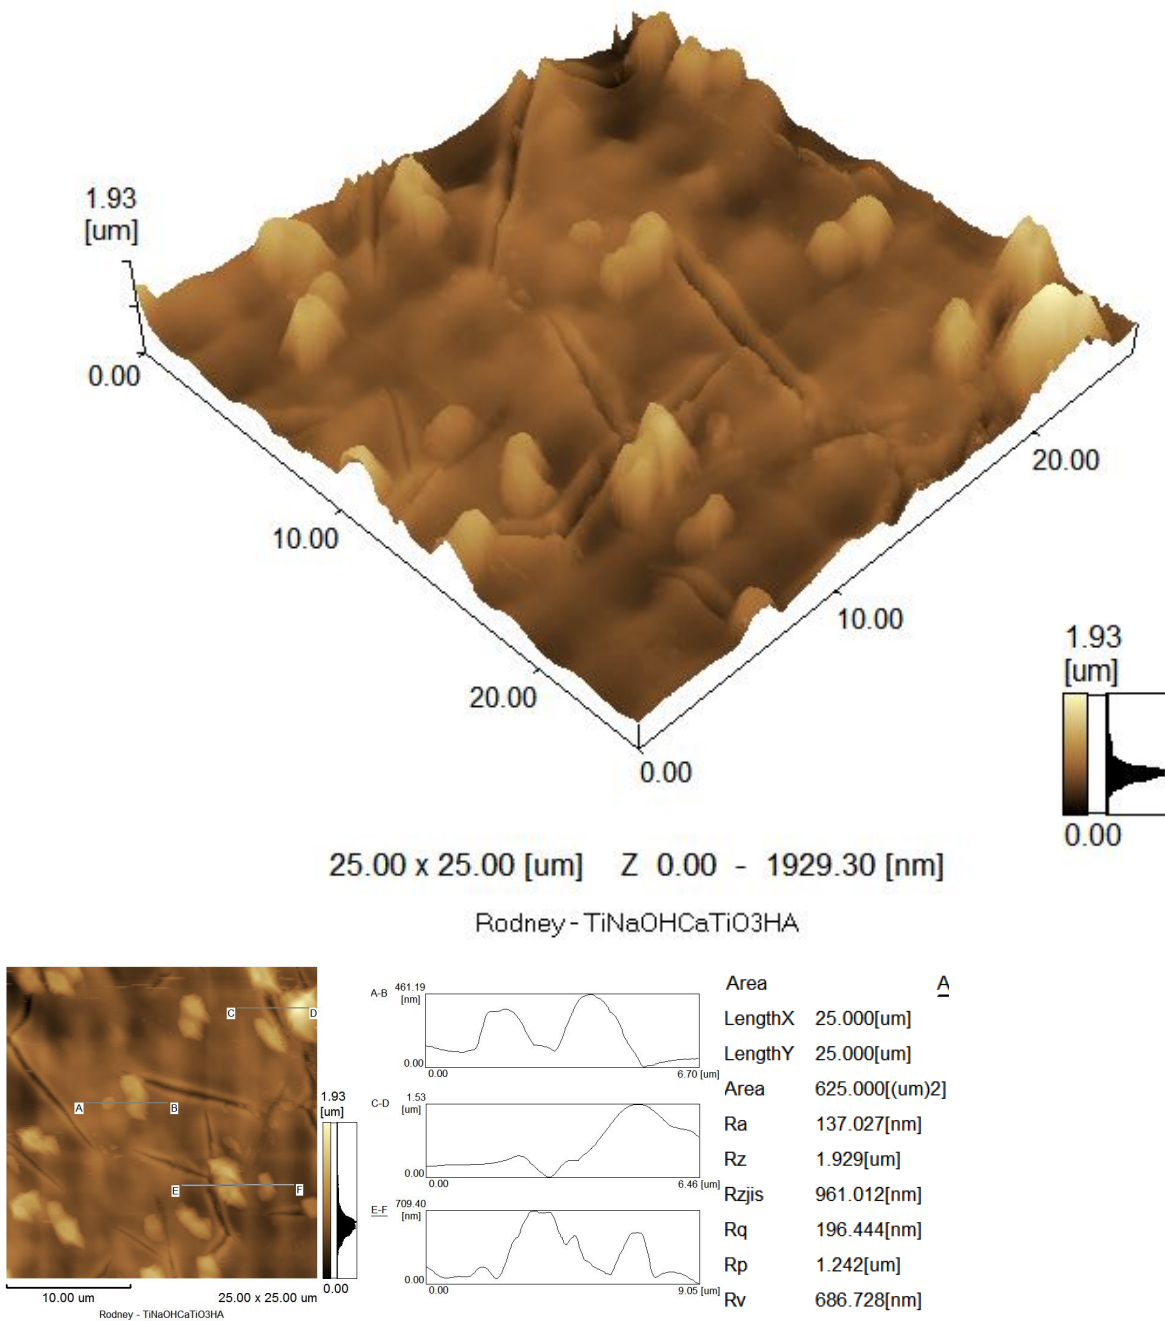 1.93
[um]
0.00
10.00
20.00
0.00
10.00
20.00
1.93
[um]
0.00
25.00 x 25.00 [um] Z 0.00 - 1929.30 [nm]
Rodney - TiNaOHCaTiO3HA
C D
A B
E F
10.00 um 25.00 x 25.00 um
Rodney - TiNaOHCaTiO3HA
1.93
[um]
0.00
A-B 461.19
[nm]
0.00
0.00 6.70 [um]
C-D 1.53
[um]
0.00
0.00 6.46 [um]
E-F 709.40
[nm]
0.00
0.00 9.05 [um]
Area A
LengthX 25.000[um]
LengthY 25.000[um]
Area 625.000[(um)2]
Ra 137.027[nm]
Rz 1.929[um]
Rzjis 961.012[nm]
Rq 196.444[nm]
Rp 1.242[um]
Rv 686.728[nm]